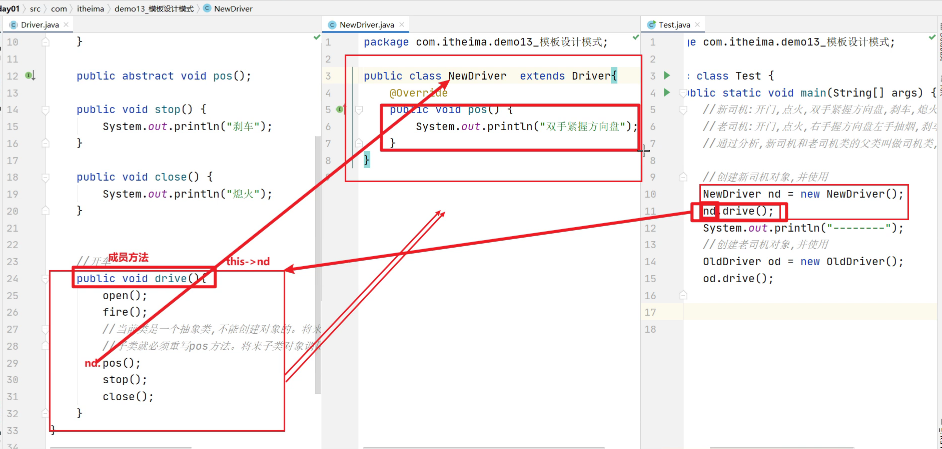 day01 › src › com › itheima › demo13_模板设计模式 › NewDriver
Driver.java ×
10 }
11
12 public abstract void pos();
13
14 public void stop() {
15 System.out.println("刹车");
16 }
17
18 public void close() {
19 System.out.println("熄火");
20 }
21
22
23 //开车
成员方法
this->nd
24 public void drive(){
25 open();
26 fire();
27 //当前类是一个抽象类,不能创建对象的。将来
28 //子类就必须重写pos方法。将来子类对象调
29 nd.pos();
30 stop();
31 close();
32 }
33 }
34
NewDriver.java ×
1 package com.itheima.demo13_模板设计模式;
2
3 public class NewDriver extends Driver{
4 @Override
5 public void pos() {
6 System.out.println("双手紧握方向盘");
7 }
8 }
Test.java ×
1 ge com.itheima.demo13_模板设计模式;
2
3 c class Test {
4 ublic static void main(String[] args) {
5 //新司机:开门,点火,双手紧握方向盘,刹车,熄火
6 //老司机:开门,点火,右手握方向盘左手抽烟,刹车,
7 //通过分析,新司机和老司机类的父类叫做司机类,
8
9 //创建新司机对象,并使用
10 NewDriver nd = new NewDriver();
11 nd.drive();
12 System.out.println("---------");
13 //创建老司机对象,并使用
14 OldDriver od = new OldDriver();
15 od.drive();
16
17
18